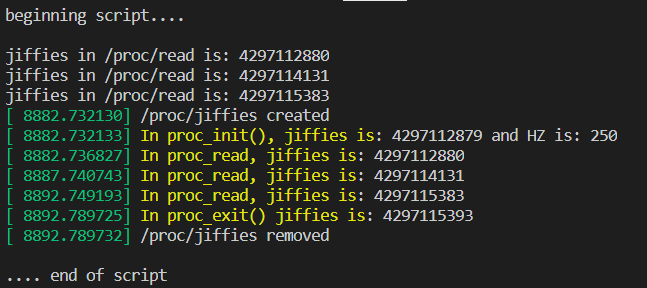 beginning script....
jiffies in /proc/read is: 4297112880
jiffies in /proc/read is: 4297114131
jiffies in /proc/read is: 4297115383
[ 8882.732130] /proc/jiffies created
[ 8882.732133] In proc_init(), jiffies is: 4297112879 and HZ is: 250
[ 8882.736827] In proc_read, jiffies is: 4297112880
[ 8887.740743] In proc_read, jiffies is: 4297114131
[ 8892.749193] In proc_read, jiffies is: 4297115383
[ 8892.789725] In proc_exit() jiffies is: 4297115393
[ 8892.789732] /proc/jiffies removed
.... end of script